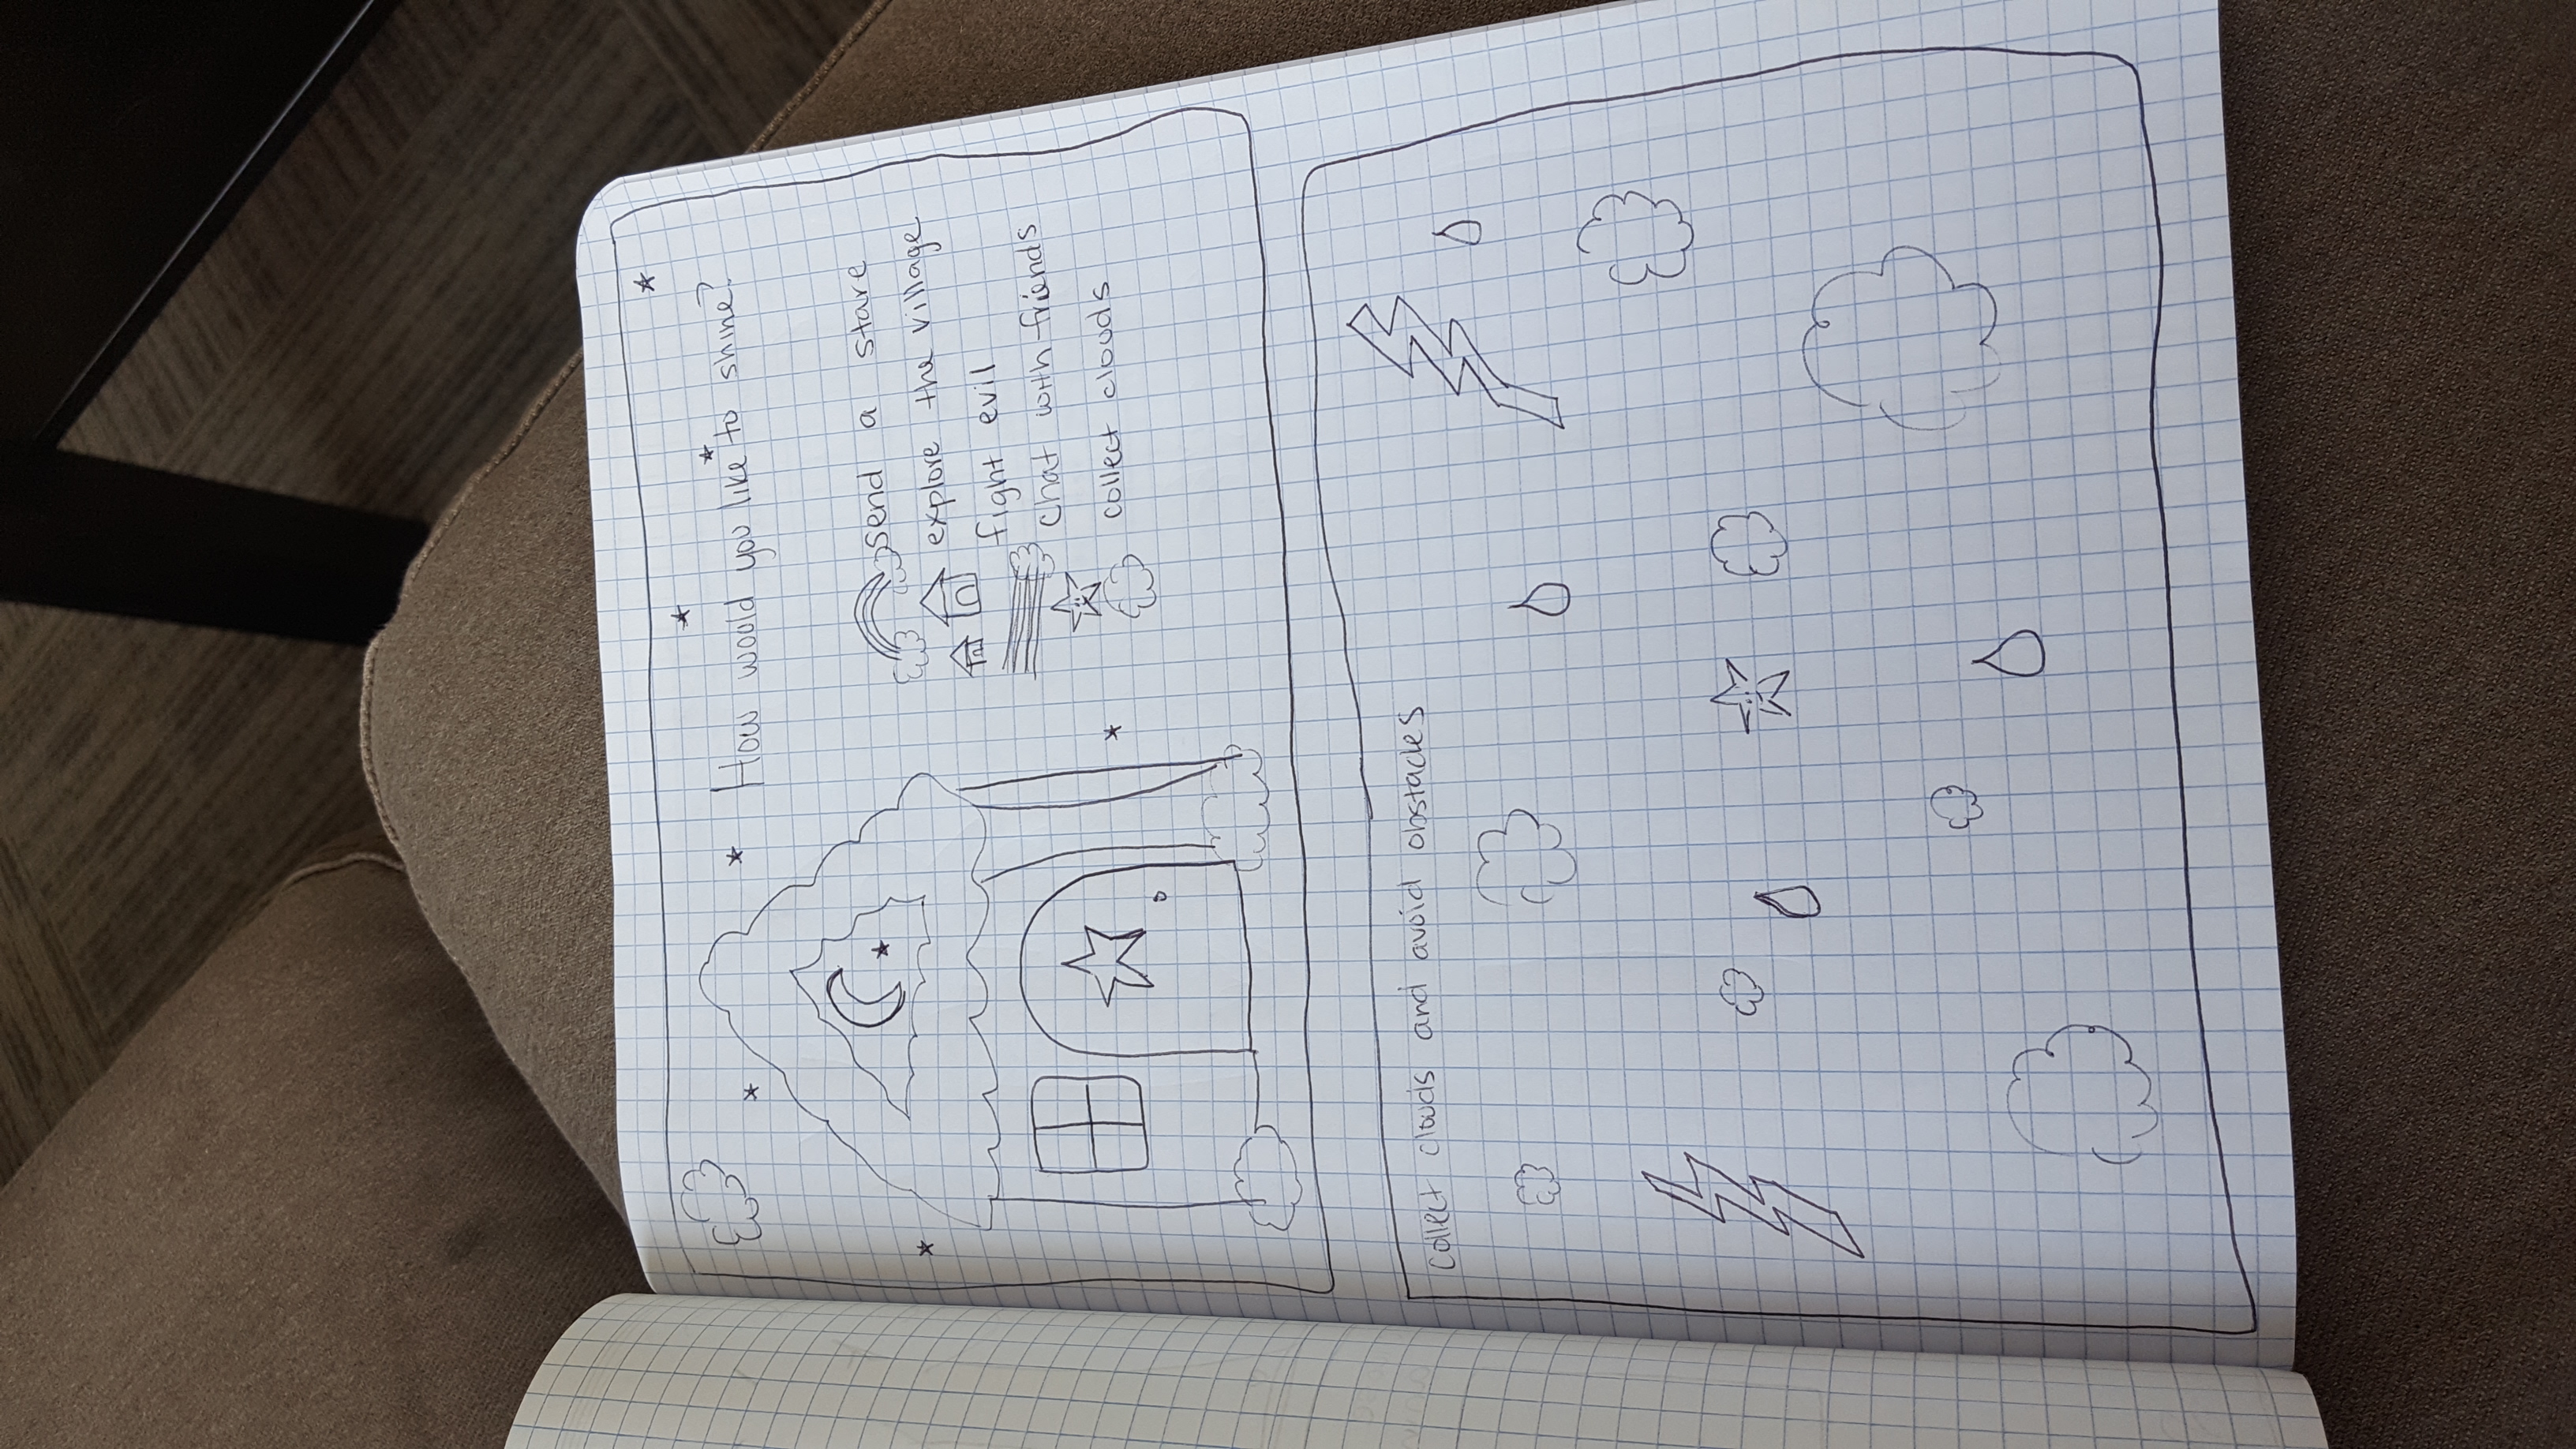 How would you like to shine?
send a stare
explore the village
fight evil
chat with friends
collect clouds
collect clouds and avoid obstacles